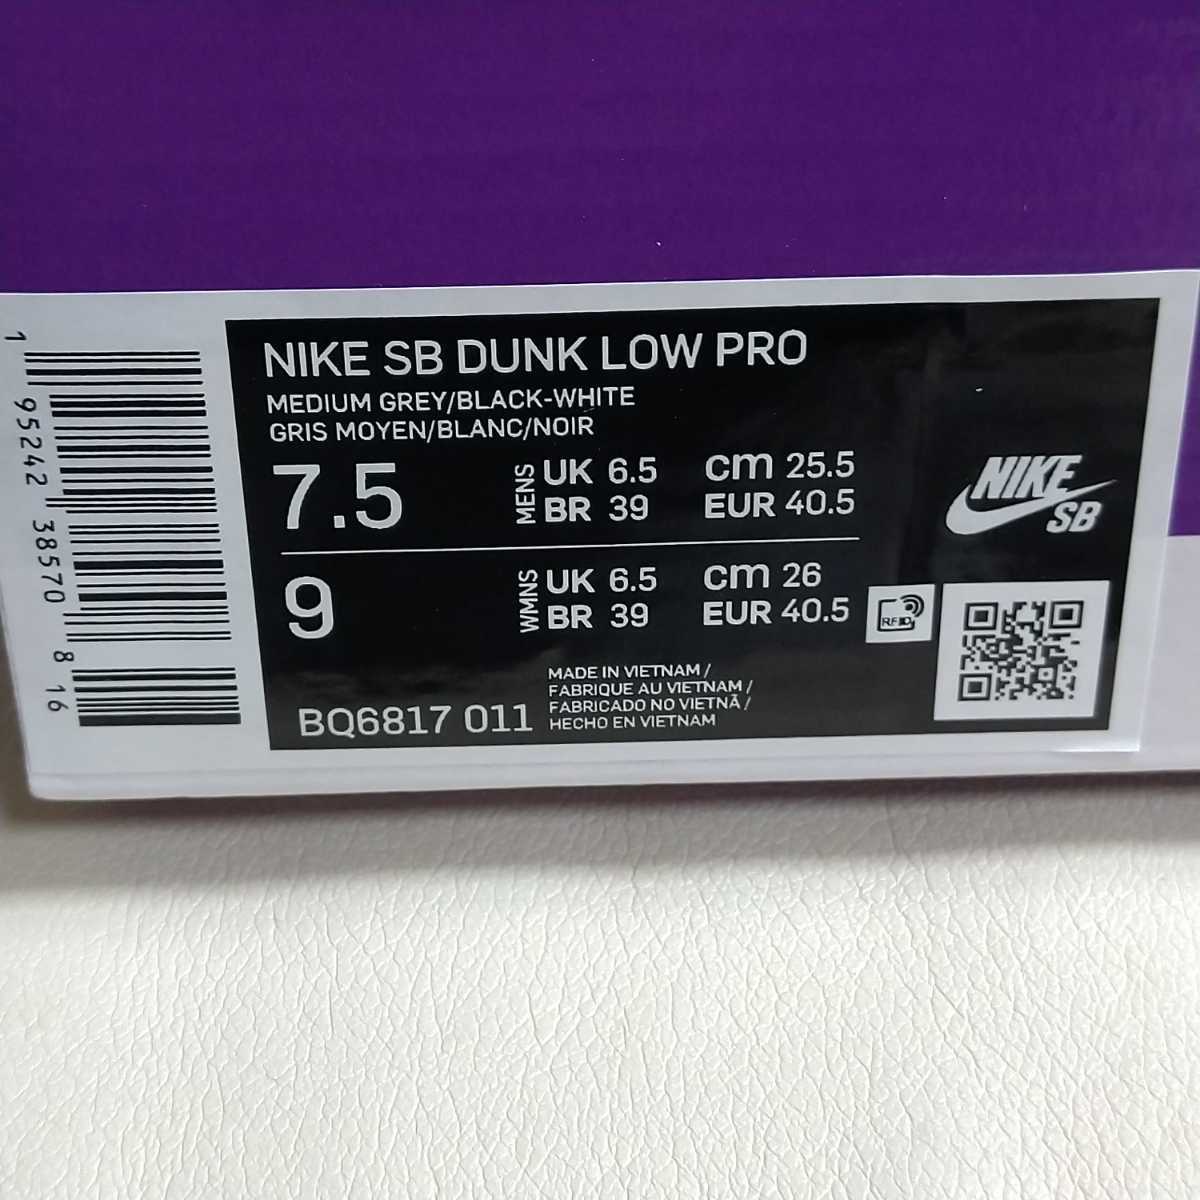 NIKE SB DUNK LOW PRO
MEDIUM GREY/BLACK-WHITE
GRIS MOYEN/BLANC/NOIR
7.5 MENS UK 6.5 cm 25.5
BR 39 EUR 40.5
9 WMNS UK 6.5 cm 26
BR 39 EUR 40.5
BQ6817 011
MADE IN VIETNAM /
FABRIQUE AU VIETNAM /
FABRICADO NO VIETNÃ /
HECHO EN VIETNAM
NIKE
SB
RFID
1 95242 38570 8 16